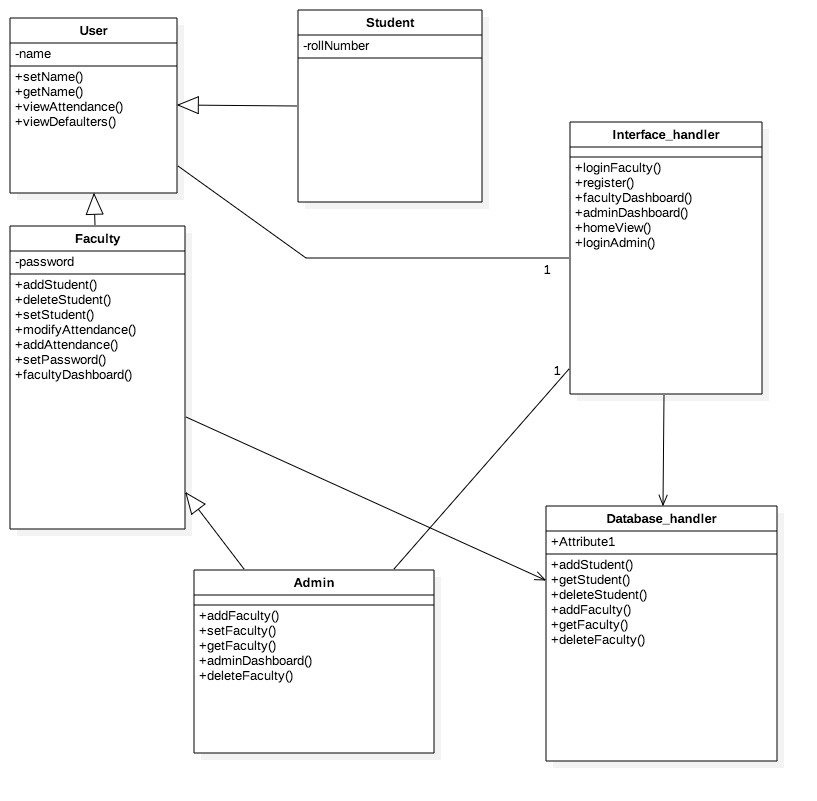 User
-name
+setName()
+getName()
+viewAttendance()
+viewDefaulters()
Student
-rollNumber
Interface_handler
+loginFaculty()
+register()
+facultyDashboard()
+adminDashboard()
+homeView()
+loginAdmin()
1
1
Faculty
-password
+addStudent()
+deleteStudent()
+setStudent()
+modifyAttendance()
+addAttendance()
+setPassword()
+facultyDashboard()
Admin
+addFaculty()
+setFaculty()
+getFaculty()
+adminDashboard()
+deleteFaculty()
Database_handler
+Attribute1
+addStudent()
+getStudent()
+deleteStudent()
+addFaculty()
+getFaculty()
+deleteFaculty()